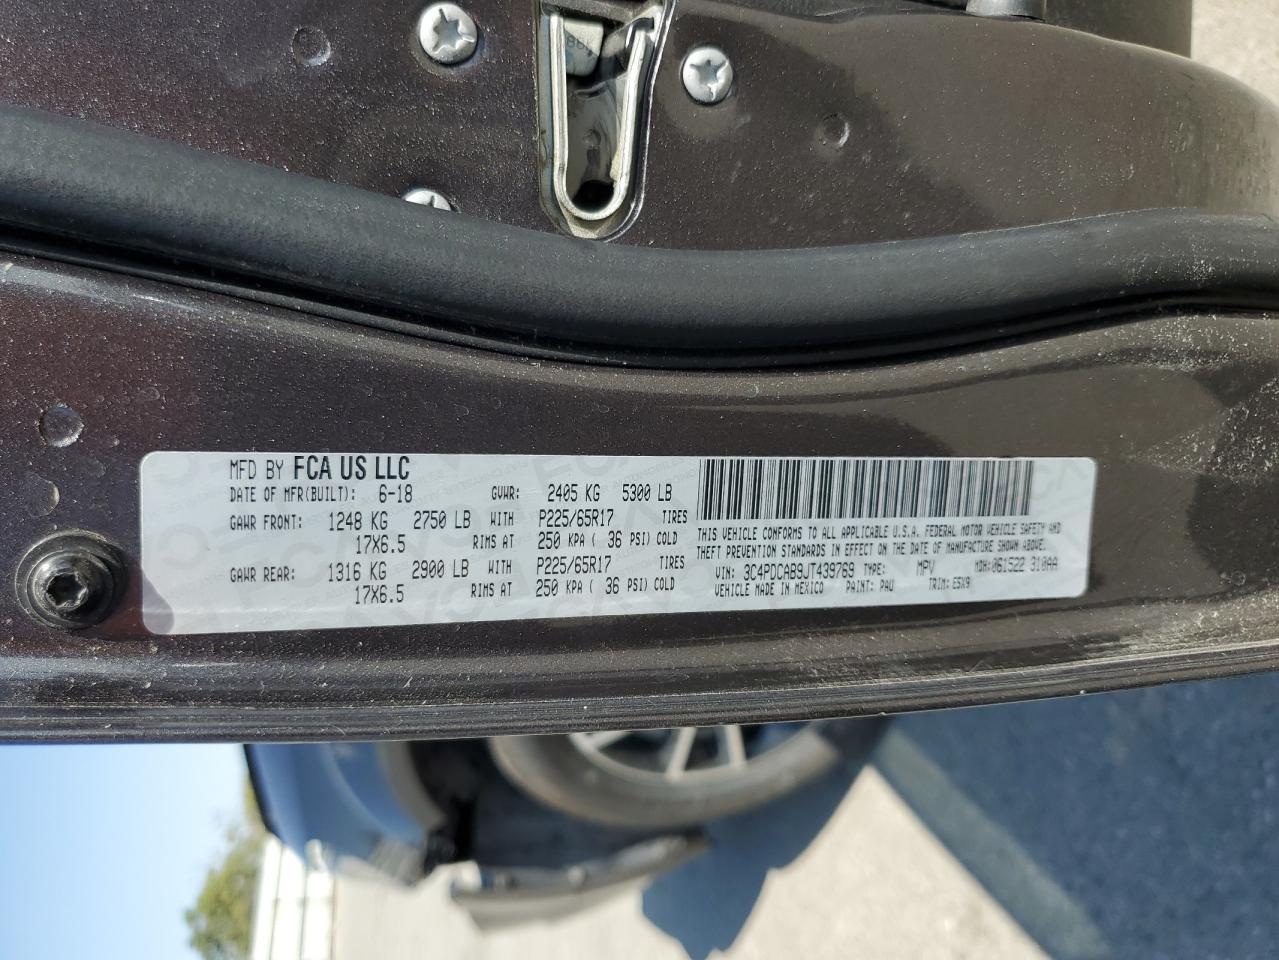 MFD BY FCA US LLC
DATE OF MFR(BUILT): 6-18 GVWR: 2405 KG 5300 LB
GAWR FRONT: 1248 KG 2750 LB WITH P225/65R17 TIRES
17X6.5 RIMS AT 250 KPA ( 36 PSI) COLD
GAWR REAR: 1316 KG 2900 LB WITH P225/65R17 TIRES
17X6.5 RIMS AT 250 KPA ( 36 PSI) COLD
THIS VEHICLE CONFORMS TO ALL APPLICABLE U.S.A. FEDERAL MOTOR VEHICLE SAFETY AND
THEFT PREVENTION STANDARDS IN EFFECT ON THE DATE OF MANUFACTURE SHOWN ABOVE.
VIN: 3C4PDCAB9JT439769 TYPE: MPV MDH:061522 310AA
VEHICLE MADE IN MEXICO PAINT: PAU TRIM: E5X9